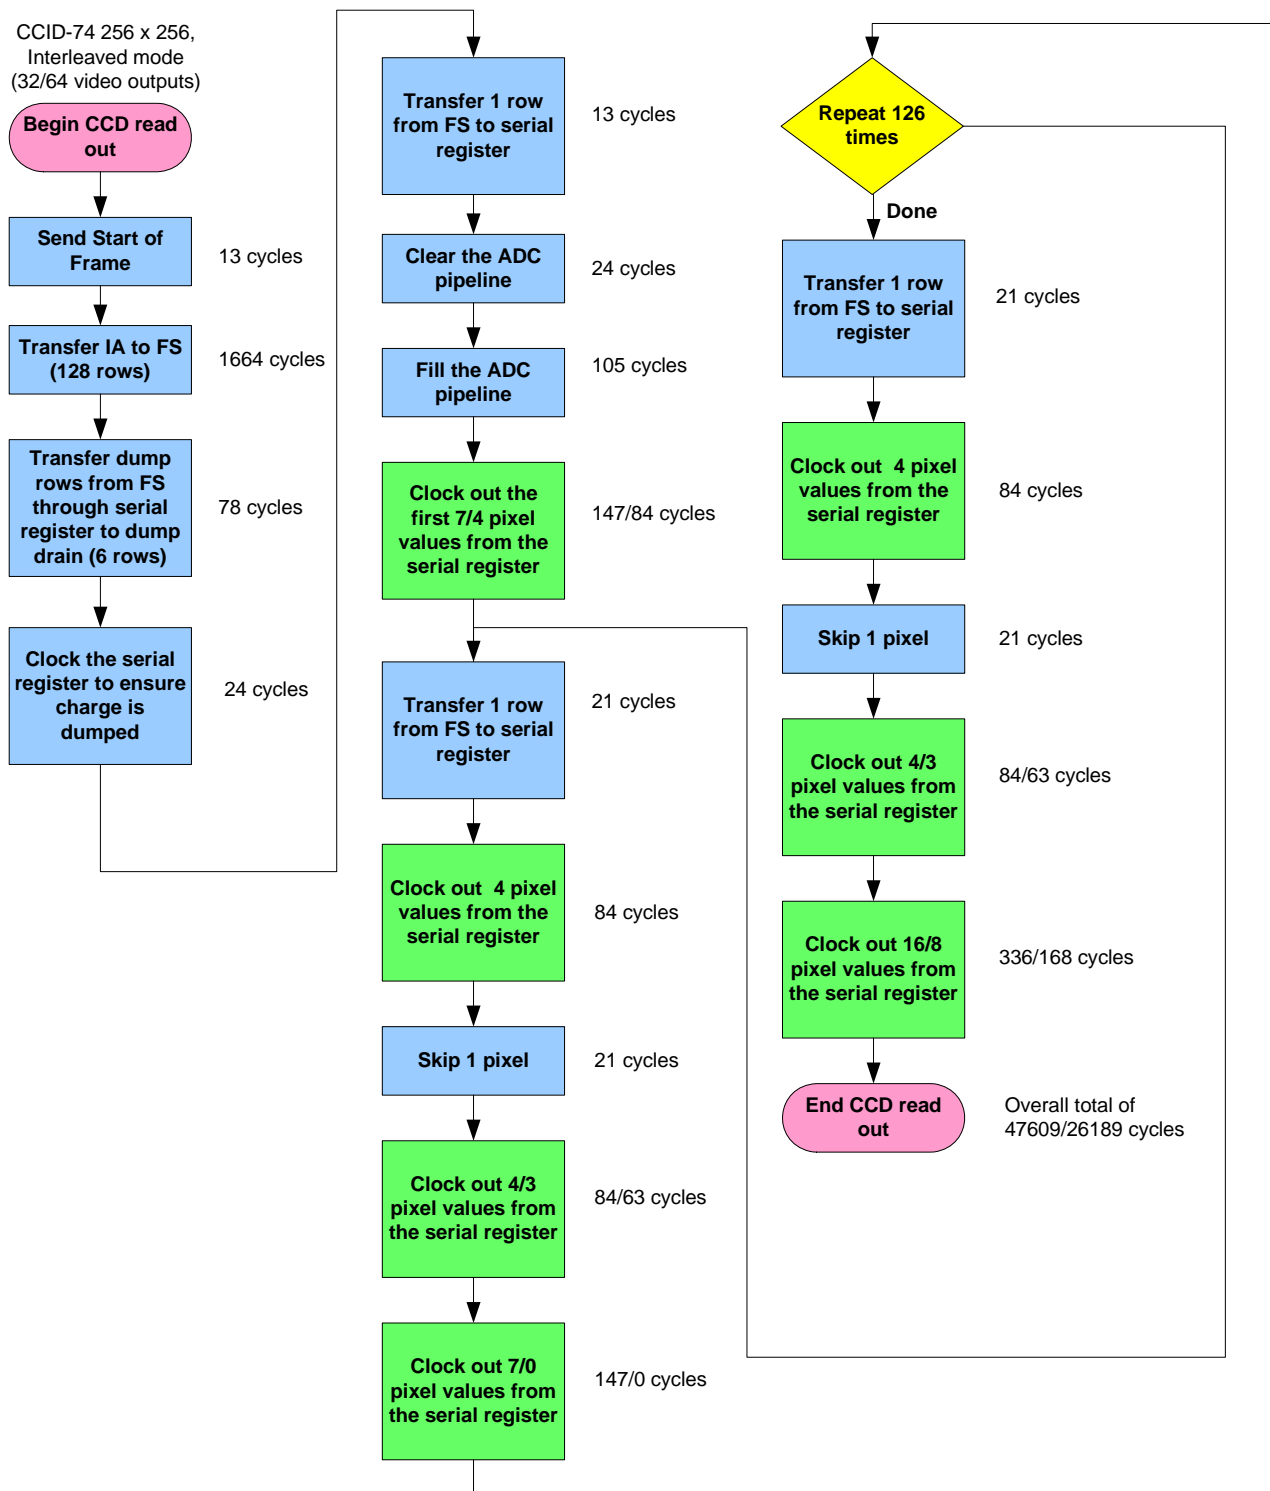 CCID-74 256 x 256,
Interleaved mode
(32/64 video outputs)
Begin CCD read
out
Send Start of
Frame
13 cycles
Transfer IA to FS
(128 rows)
1664 cycles
Transfer dump
rows from FS
through serial
register to dump
drain (6 rows)
78 cycles
Clock the serial
register to ensure
charge is
dumped
24 cycles
Transfer 1 row
from FS to serial
register
13 cycles
Clear the ADC
pipeline
24 cycles
Fill the ADC
pipeline
105 cycles
Clock out the
first 7/4 pixel
values from the
serial register
147/84 cycles
Transfer 1 row
from FS to serial
register
21 cycles
Clock out  4 pixel
values from the
serial register
84 cycles
Skip 1 pixel
21 cycles
Clock out 4/3
pixel values from
the serial register
84/63 cycles
Clock out 7/0
pixel values from
the serial register
147/0 cycles
Repeat 126
times
Done
Transfer 1 row
from FS to serial
register
21 cycles
Clock out  4 pixel
values from the
serial register
84 cycles
Skip 1 pixel
21 cycles
Clock out 4/3
pixel values from
the serial register
84/63 cycles
Clock out 16/8
pixel values from
the serial register
336/168 cycles
End CCD read
out
Overall total of
47609/26189 cycles